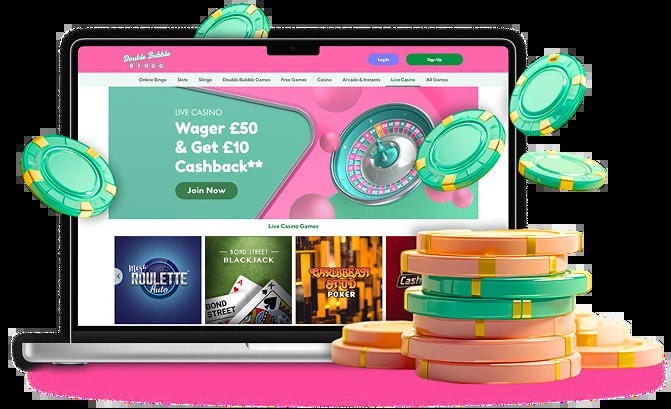 Double Bubble
BINGO
Log In
Sign Up
Online Bingo Slots Slingo Double Bubble Games Free Games Casino Arcade & Instants Live Casino All Games
LIVE CASINO
Wager £50
& Get £10
Cashback**
Join Now
Live Casino Games
Mega
ROULETTE
Auto
BOND STREET
BLACKJACK
BOND
STREET
CARIBBEAN
STUD
POKER
Cash